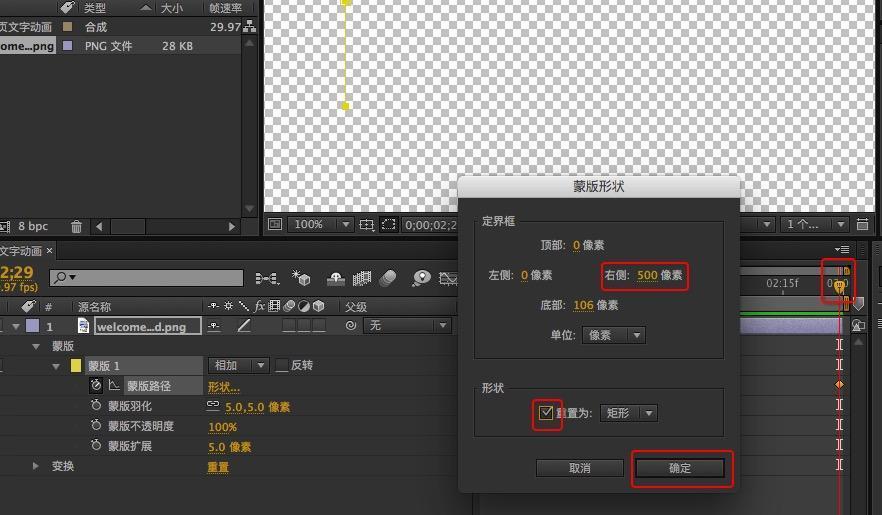 类型 大小 帧速率
页文字动画 合成 29.97
ome...png PNG 文件 28 KB
8 bpc
100% 0;00;02;2 1个...
文字动画 ×
2;29
9.97 fps)
02:15f 03:0
# 源名称 fx 父级
1 welcome...d.png 无
蒙版
蒙版 1 相加 反转
蒙版路径 形状...
蒙版羽化 5.0,5.0 像素
蒙版不透明度 100%
蒙版扩展 5.0 像素
变换 重置
蒙版形状
定界框
顶部: 0 像素
左侧: 0 像素 右侧: 500 像素
底部: 106 像素
单位: 像素
形状
重置为: 矩形
取消 确定